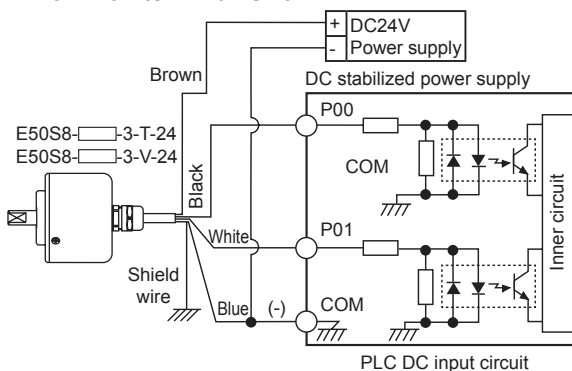 + DC24V
- Power supply
Brown
DC stabilized power supply
E50S8-□-3-T-24
E50S8-□-3-V-24
P00
COM
Black
Inner circuit
White
P01
Shield
wire
Blue
(-)
COM
PLC DC input circuit